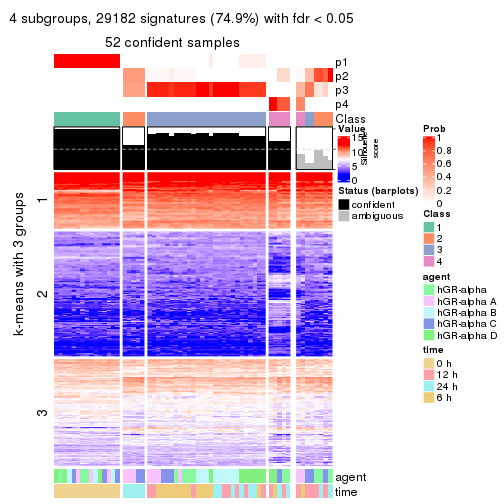 4 subgroups, 29182 signatures (74.9%) with fdr < 0.05
52 confident samples
p1
p2
p3
p4
Class
1
2
3
k-means with 3 groups
agent
time
Value
15
10
5
0
Silhouette
score
Status (barplots)
confident
ambiguous
Prob
1
0.8
0.6
0.4
0.2
0
Class
1
2
3
4
agent
hGR-alpha
hGR-alpha A
hGR-alpha B
hGR-alpha C
hGR-alpha D
time
0 h
12 h
24 h
6 h